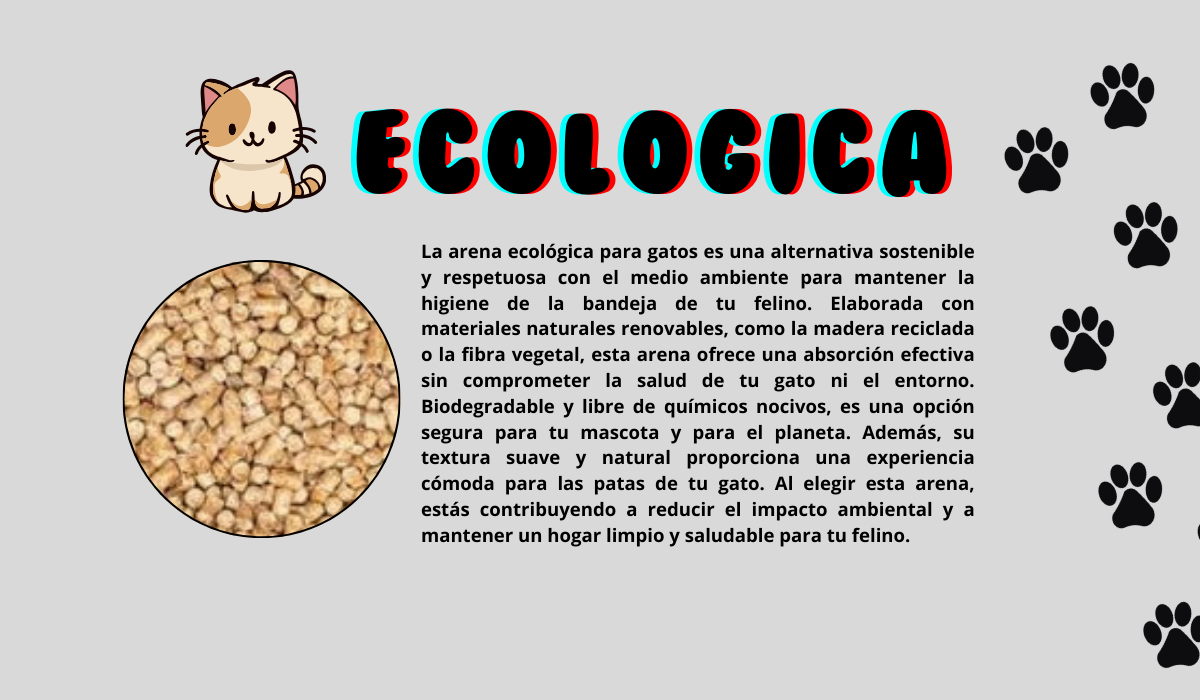 ECOLOGICA
La arena ecológica para gatos es una alternativa sostenible
y respetuosa con el medio ambiente para mantener la
higiene de la bandeja de tu felino. Elaborada con
materiales naturales renovables, como la madera reciclada
o la fibra vegetal, esta arena ofrece una absorción efectiva
sin comprometer la salud de tu gato ni el entorno.
Biodegradable y libre de químicos nocivos, es una opción
segura para tu mascota y para el planeta. Además, su
textura suave y natural proporciona una experiencia
cómoda para las patas de tu gato. Al elegir esta arena,
estás contribuyendo a reducir el impacto ambiental y a
mantener un hogar limpio y saludable para tu felino.